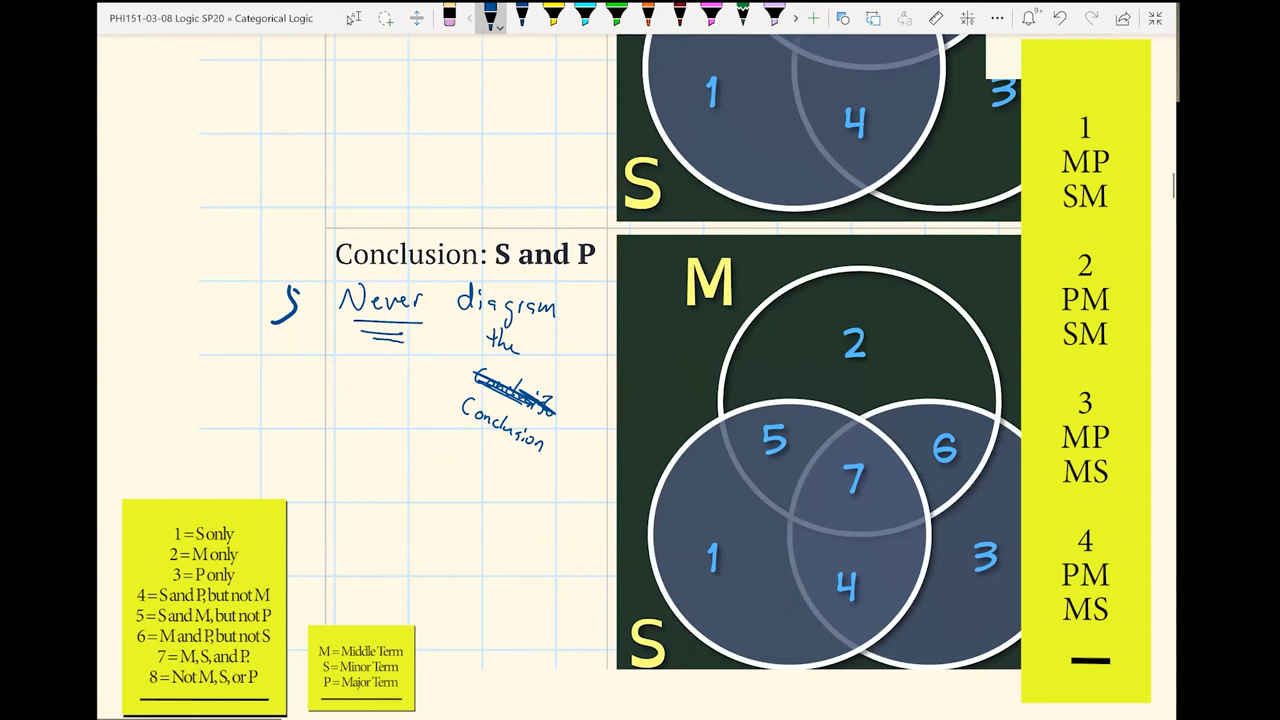 PHI151-03-08 Logic SP20 » Categorical Logic
9+
1
4
3
S
Conclusion: S and P
S Never diagram
the
Conclusion
M
2
5
7
6
1
4
3
S
1
MP
SM
2
PM
SM
3
MP
MS
4
PM
MS
1 = S only
2 = M only
3 = P only
4 = S and P, but not M
5 = S and M, but not P
6 = M and P, but not S
7 = M, S, and P.
8 = Not M, S, or P
M = Middle Term
S = Minor Term
P = Major Term